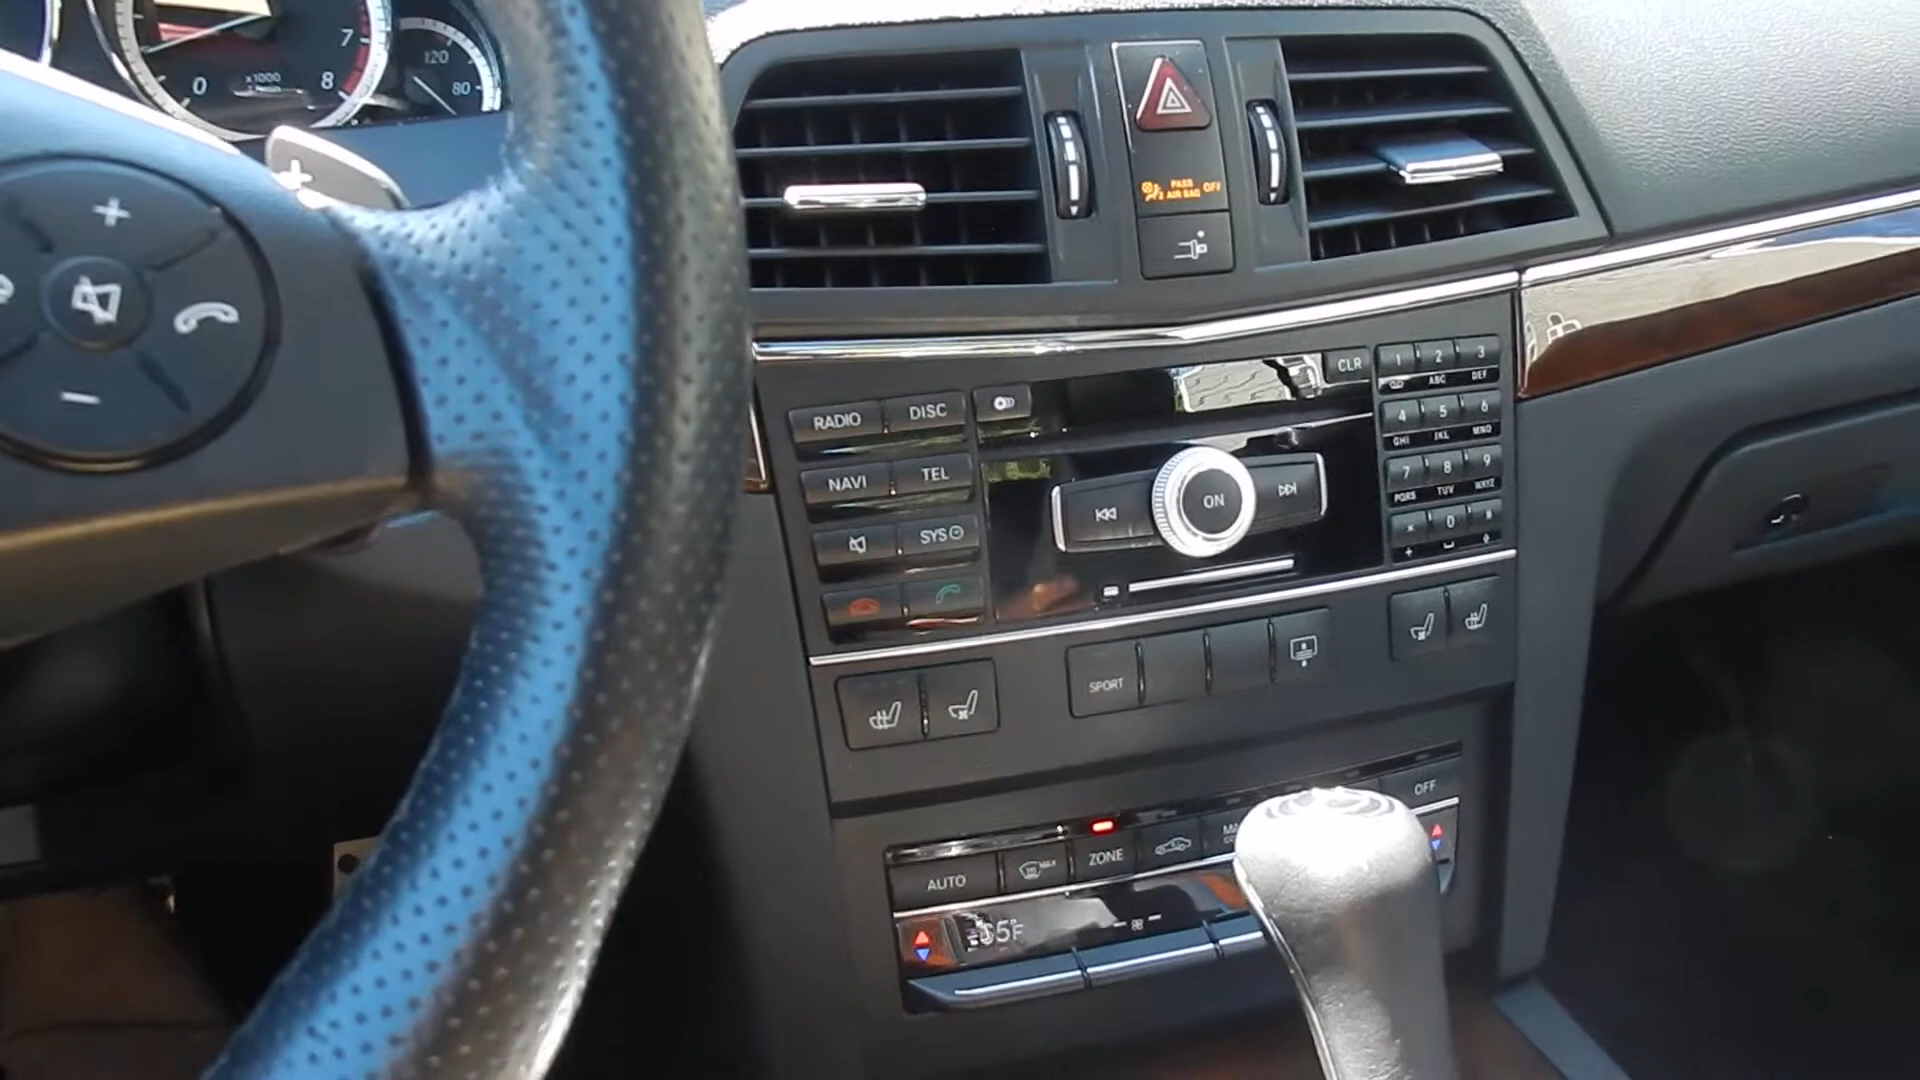 7
0
x1000
8
120
80
+
+
-
PASS
AIR BAG OFF
CLR
1 2 ABC 3 DEF
4 GHI 5 JKL 6 MNO
7 PQRS 8 TUV 9 WXYZ
* 0 #
+
RADIO DISC
NAVI TEL
SYS
ON
SPORT
OFF
AUTO
MAX
ZONE